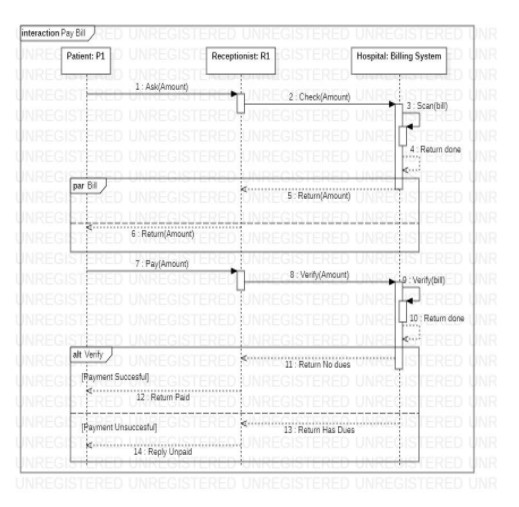 interaction Pay Bill
Patient: P1
Receptionist: R1
Hospital: Billing System
1 : Ask(Amount)
2 : Check(Amount)
3 : Scan(bill)
4 : Return done
par Bill
5 : Return(Amount)
6 : Return(Amount)
7 : Pay(Amount)
8 : Verify(Amount)
9 : Verify(bill)
10 : Return done
alt Verify
11 : Return No dues
[Payment Succesful]
12 : Return Paid
[Payment Unsuccesful]
13 : Return Has Dues
14 : Reply Unpaid
UNREGISTERED UNREGISTERED UNREGISTERED UNREGISTERED UNR